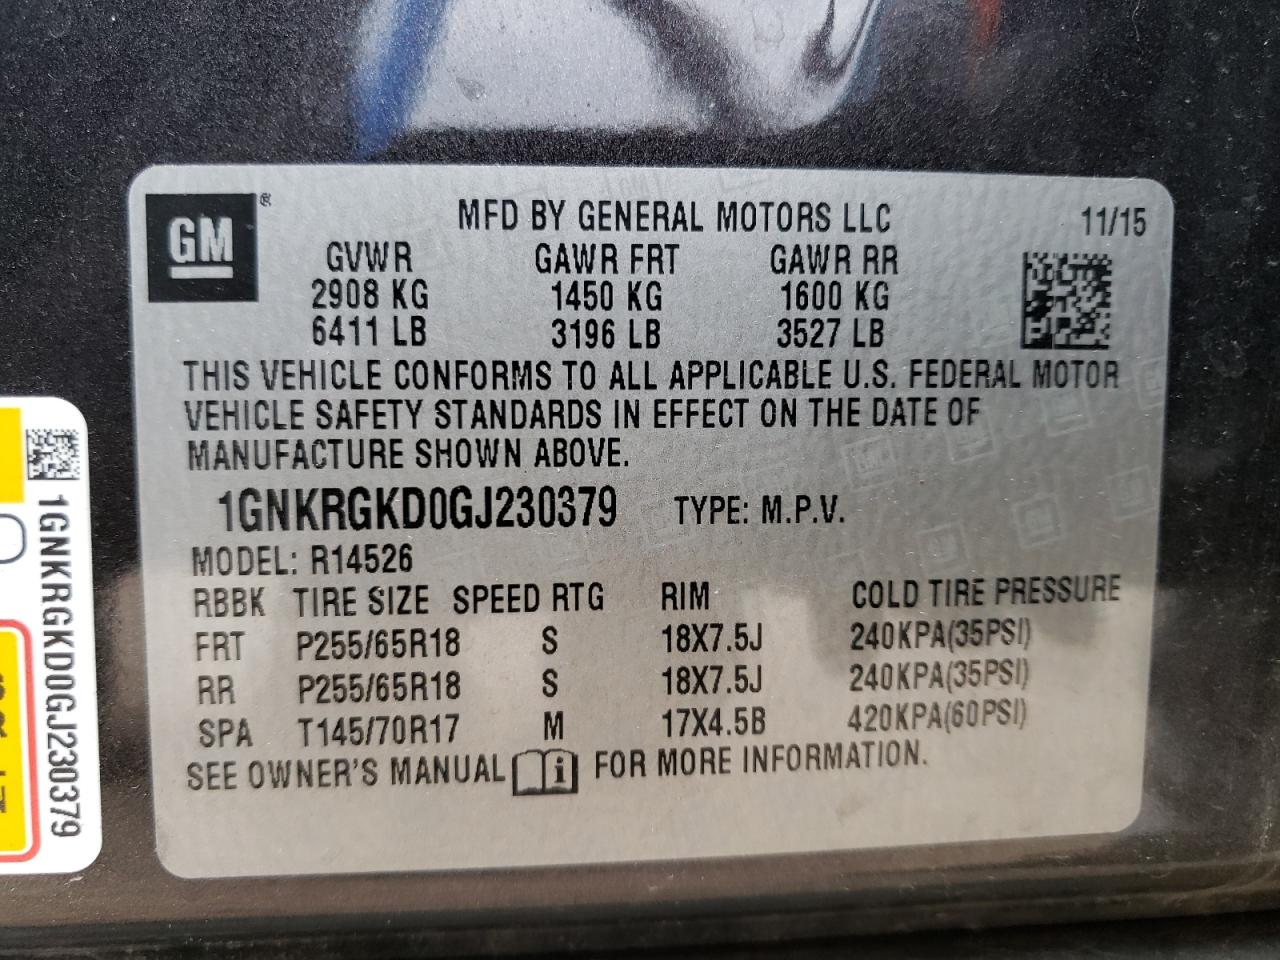 GM ®
MFD BY GENERAL MOTORS LLC 11/15
GVWR GAWR FRT GAWR RR
2908 KG 1450 KG 1600 KG
6411 LB 3196 LB 3527 LB
THIS VEHICLE CONFORMS TO ALL APPLICABLE U.S. FEDERAL MOTOR
VEHICLE SAFETY STANDARDS IN EFFECT ON THE DATE OF
MANUFACTURE SHOWN ABOVE.
1GNKRGKD0GJ230379 TYPE: M.P.V.
MODEL: R14526
RBBK TIRE SIZE SPEED RTG RIM COLD TIRE PRESSURE
FRT P255/65R18 S 18X7.5J 240KPA(35PSI)
RR P255/65R18 S 18X7.5J 240KPA(35PSI)
SPA T145/70R17 M 17X4.5B 420KPA(60PSI)
SEE OWNER'S MANUAL FOR MORE INFORMATION.
1GNKRGKD0GJ230379